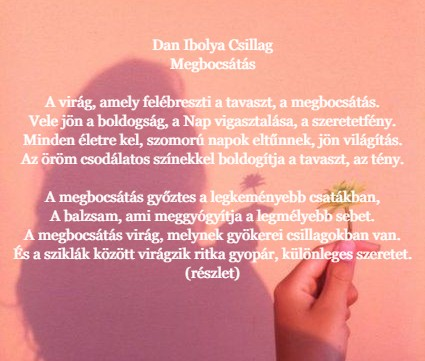 Dan Ibolya Csillag
Megbocsátás
A virág, amely felébreszti a tavaszt, a megbocsátás.
Vele jön a boldogság, a Nap vigasztalása, a szeretetfény.
Minden életre kel, szomorú napok eltűnnek, jön világítás.
Az öröm csodálatos színekkel boldogítja a tavaszt, az tény.
A megbocsátás győztes a legkeményebb csatákban,
A balzsam, ami meggyógyítja a legmélyebb sebet.
A megbocsátás virág, melynek gyökerei csillagokban van.
És a sziklák között virágzik ritka gyopár, különleges szeretet.
(részlet)